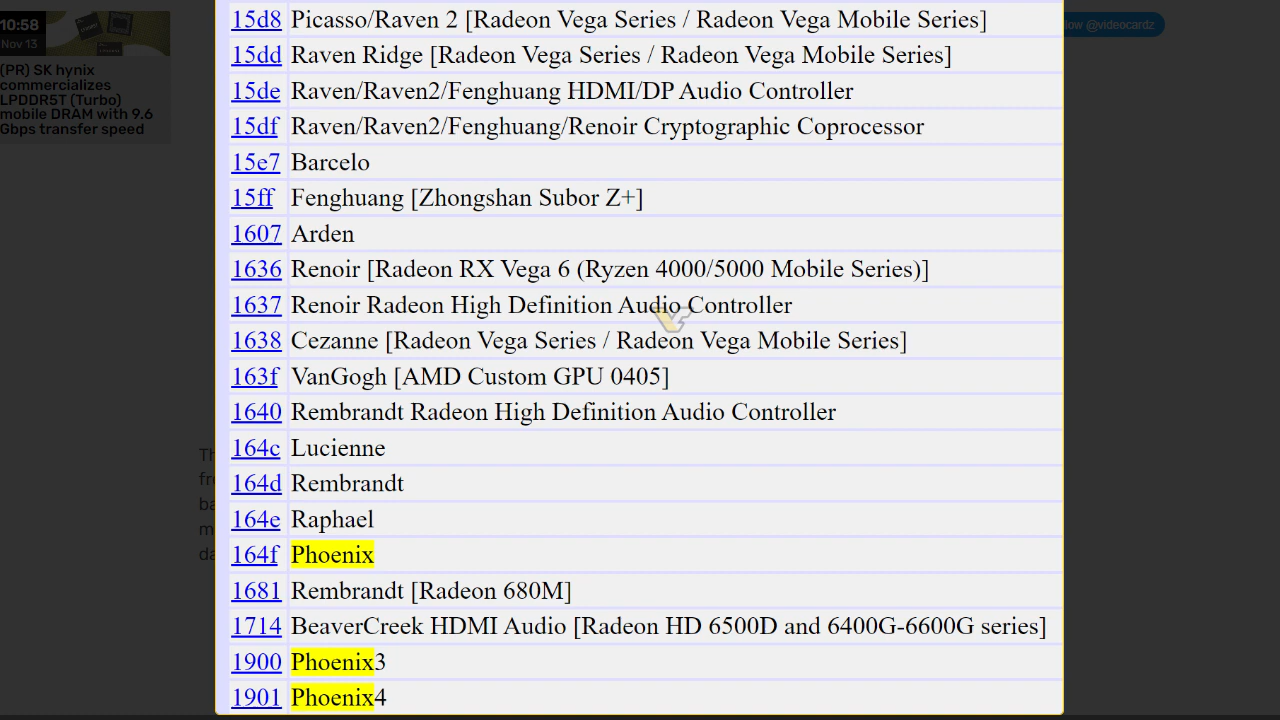 10:58
Nov 13
(PR) SK hynix
commercializes
LPDDR5T (Turbo)
mobile DRAM with 9.6
Gbps transfer speed
low @videocardz
15d8 Picasso/Raven 2 [Radeon Vega Series / Radeon Vega Mobile Series]
15dd Raven Ridge [Radeon Vega Series / Radeon Vega Mobile Series]
15de Raven/Raven2/Fenghuang HDMI/DP Audio Controller
15df Raven/Raven2/Fenghuang/Renoir Cryptographic Coprocessor
15e7 Barcelo
15ff Fenghuang [Zhongshan Subor Z+]
1607 Arden
1636 Renoir [Radeon RX Vega 6 (Ryzen 4000/5000 Mobile Series)]
1637 Renoir Radeon High Definition Audio Controller
1638 Cezanne [Radeon Vega Series / Radeon Vega Mobile Series]
163f VanGogh [AMD Custom GPU 0405]
1640 Rembrandt Radeon High Definition Audio Controller
164c Lucienne
164d Rembrandt
164e Raphael
164f Phoenix
1681 Rembrandt [Radeon 680M]
1714 BeaverCreek HDMI Audio [Radeon HD 6500D and 6400G-6600G series]
1900 Phoenix3
1901 Phoenix4